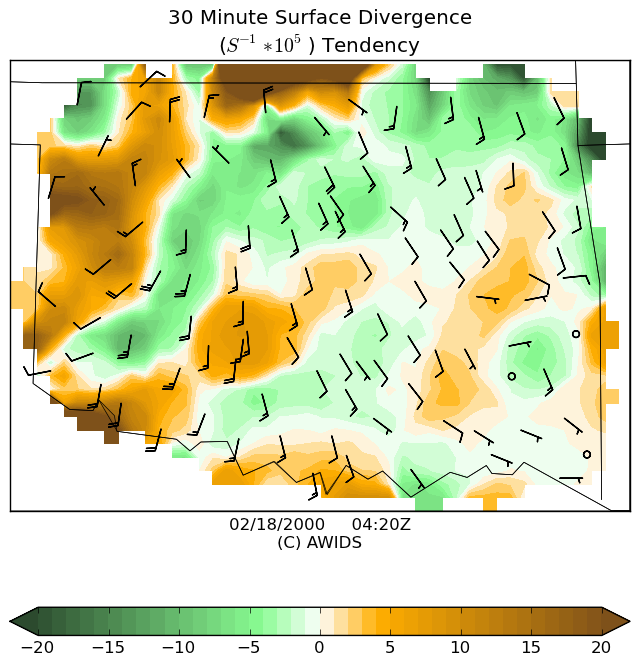 30 Minute Surface Divergence
(S⁻¹ * 10⁵ ) Tendency
02/18/2000 04:20Z
(C) AWIDS
−20 −15 −10 −5 0 5 10 15 20